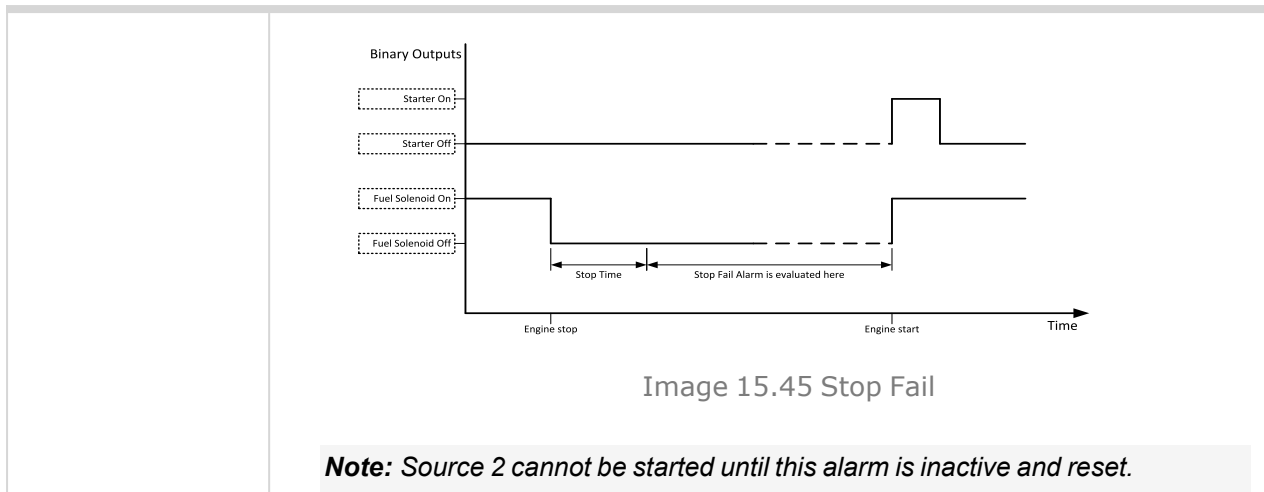 Binary Outputs
Starter On
Starter Off
Fuel Solenoid On
Fuel Solenoid Off
Stop Time
Stop Fail Alarm is evaluated here
Engine stop
Engine start
Time
Image 15.45 Stop Fail
Note: Source 2 cannot be started until this alarm is inactive and reset.